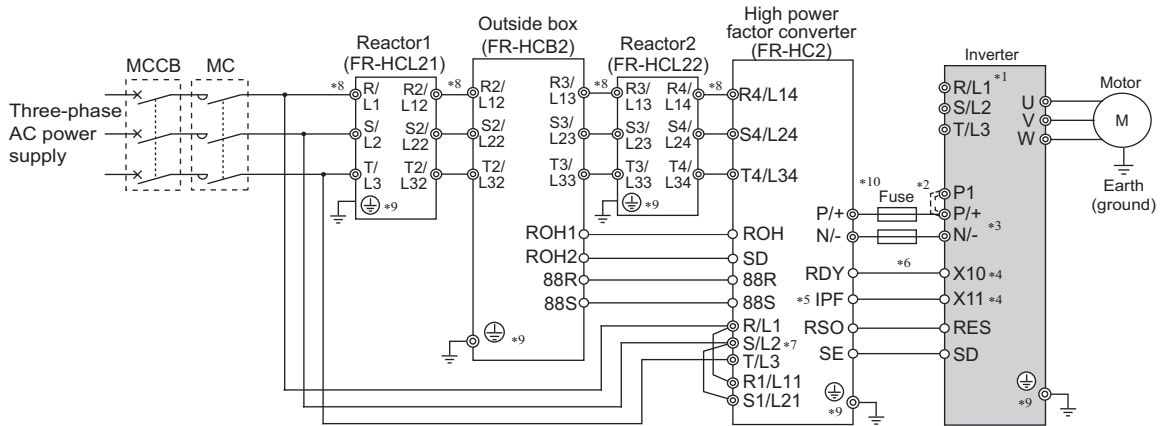 High power
factor converter
(FR-HC2)
Outside box
(FR-HCB2)
Reactor1
(FR-HCL21)
Reactor2
(FR-HCL22)
MCCB
MC
Inverter
Motor
Three-phase
AC power
supply
*8
R/
L1
R2/
L12
*8
R2/
L12
R3/
L13
*8
R3/
L13
R4/
L14
*8
R4/L14
S/
L2
S2/
L22
S2/
L22
S3/
L23
S3/
L23
S4/
L24
S4/L24
T/
L3
T2/
L32
T2/
L32
T3/
L33
T3/
L33
T4/
L34
T4/L34
*9
*9
R/L1
*1
S/L2
T/L3
U
V
W
M
Earth
(ground)
*10
Fuse
*2
P1
P/+
P/+
*3
N/-
N/-
ROH1
ROH
ROH2
SD
88R
88R
88S
88S
RDY
*6
X10
*4
*5
IPF
X11
*4
RSO
RES
SE
SD
*9
R/L1
S/L2
*7
T/L3
R1/L11
S1/L21
*9
*9